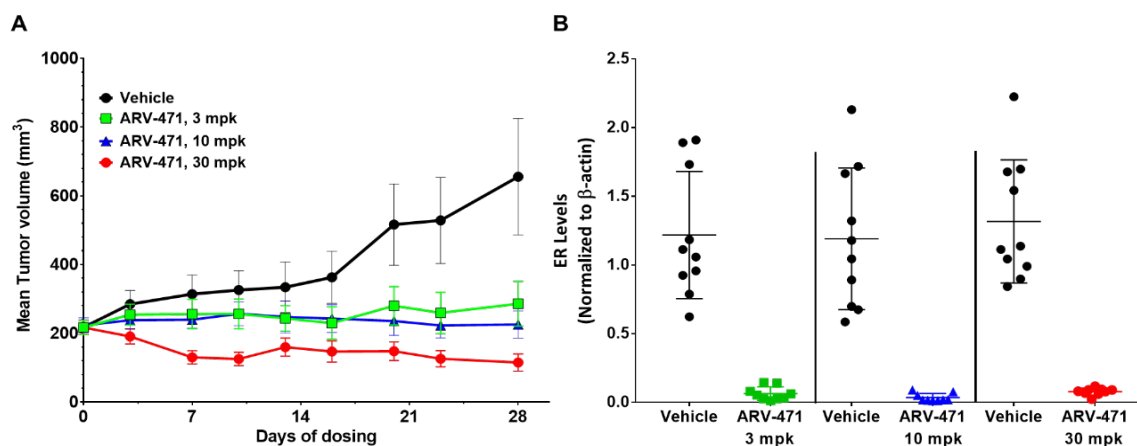 A
Mean Tumor volume (mm³)
1000
800
600
400
200
0
Vehicle
ARV-471, 3 mpk
ARV-471, 10 mpk
ARV-471, 30 mpk
0 7 14 21 28
Days of dosing
B
ER Levels
(Normalized to β-actin)
2.5
2.0
1.5
1.0
0.5
0.0
Vehicle ARV-471 Vehicle ARV-471 Vehicle ARV-471
3 mpk 10 mpk 30 mpk